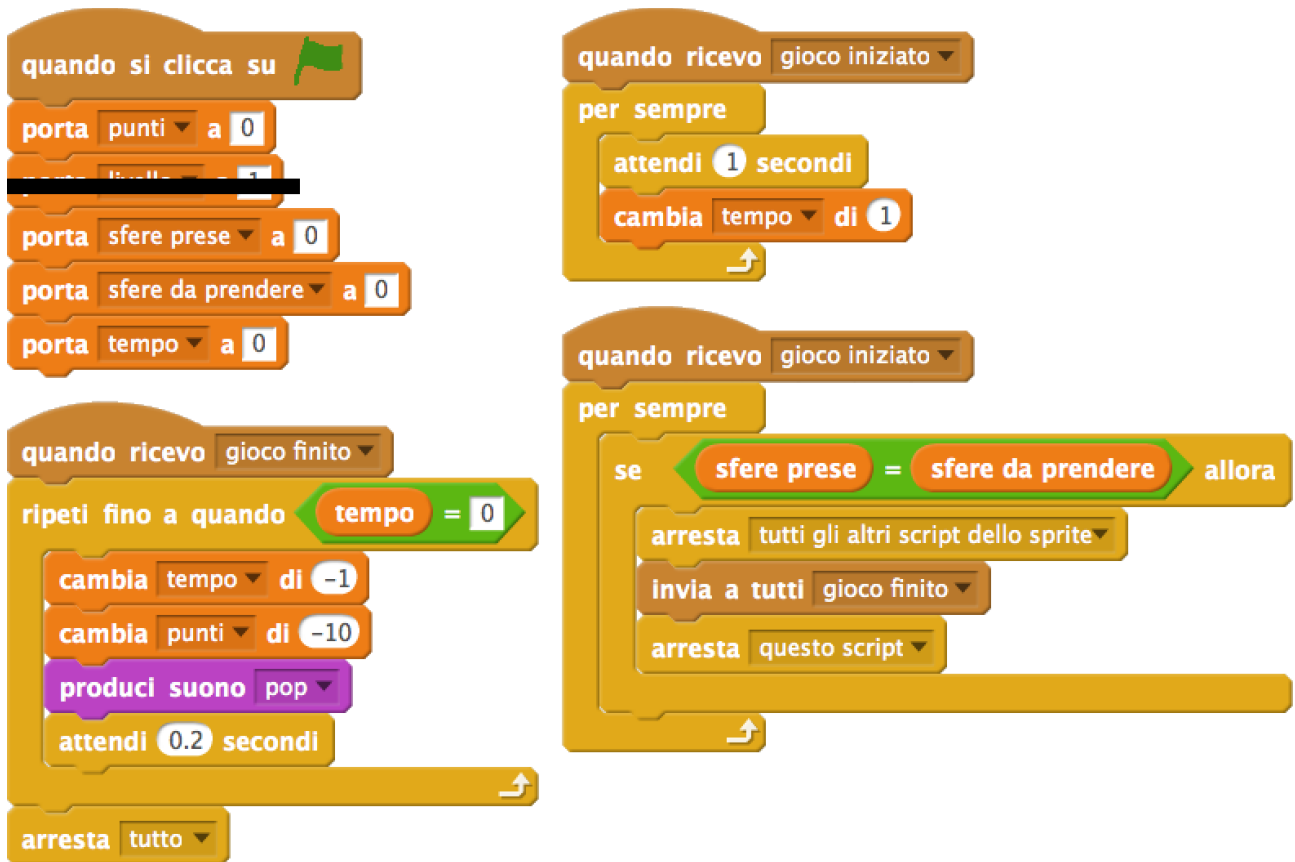 quando si clicca su
porta punti a 0
porta sfere prese a 0
porta sfere da prendere a 0
porta tempo a 0
quando ricevo gioco finito
ripeti fino a quando tempo = 0
cambia tempo di -1
cambia punti di -10
produci suono pop
attendi 0.2 secondi
arresta tutto
quando ricevo gioco iniziato
per sempre
attendi 1 secondi
cambia tempo di 1
quando ricevo gioco iniziato
per sempre
se sfere prese = sfere da prendere allora
arresta tutti gli altri script dello sprite
invia a tutti gioco finito
arresta questo script